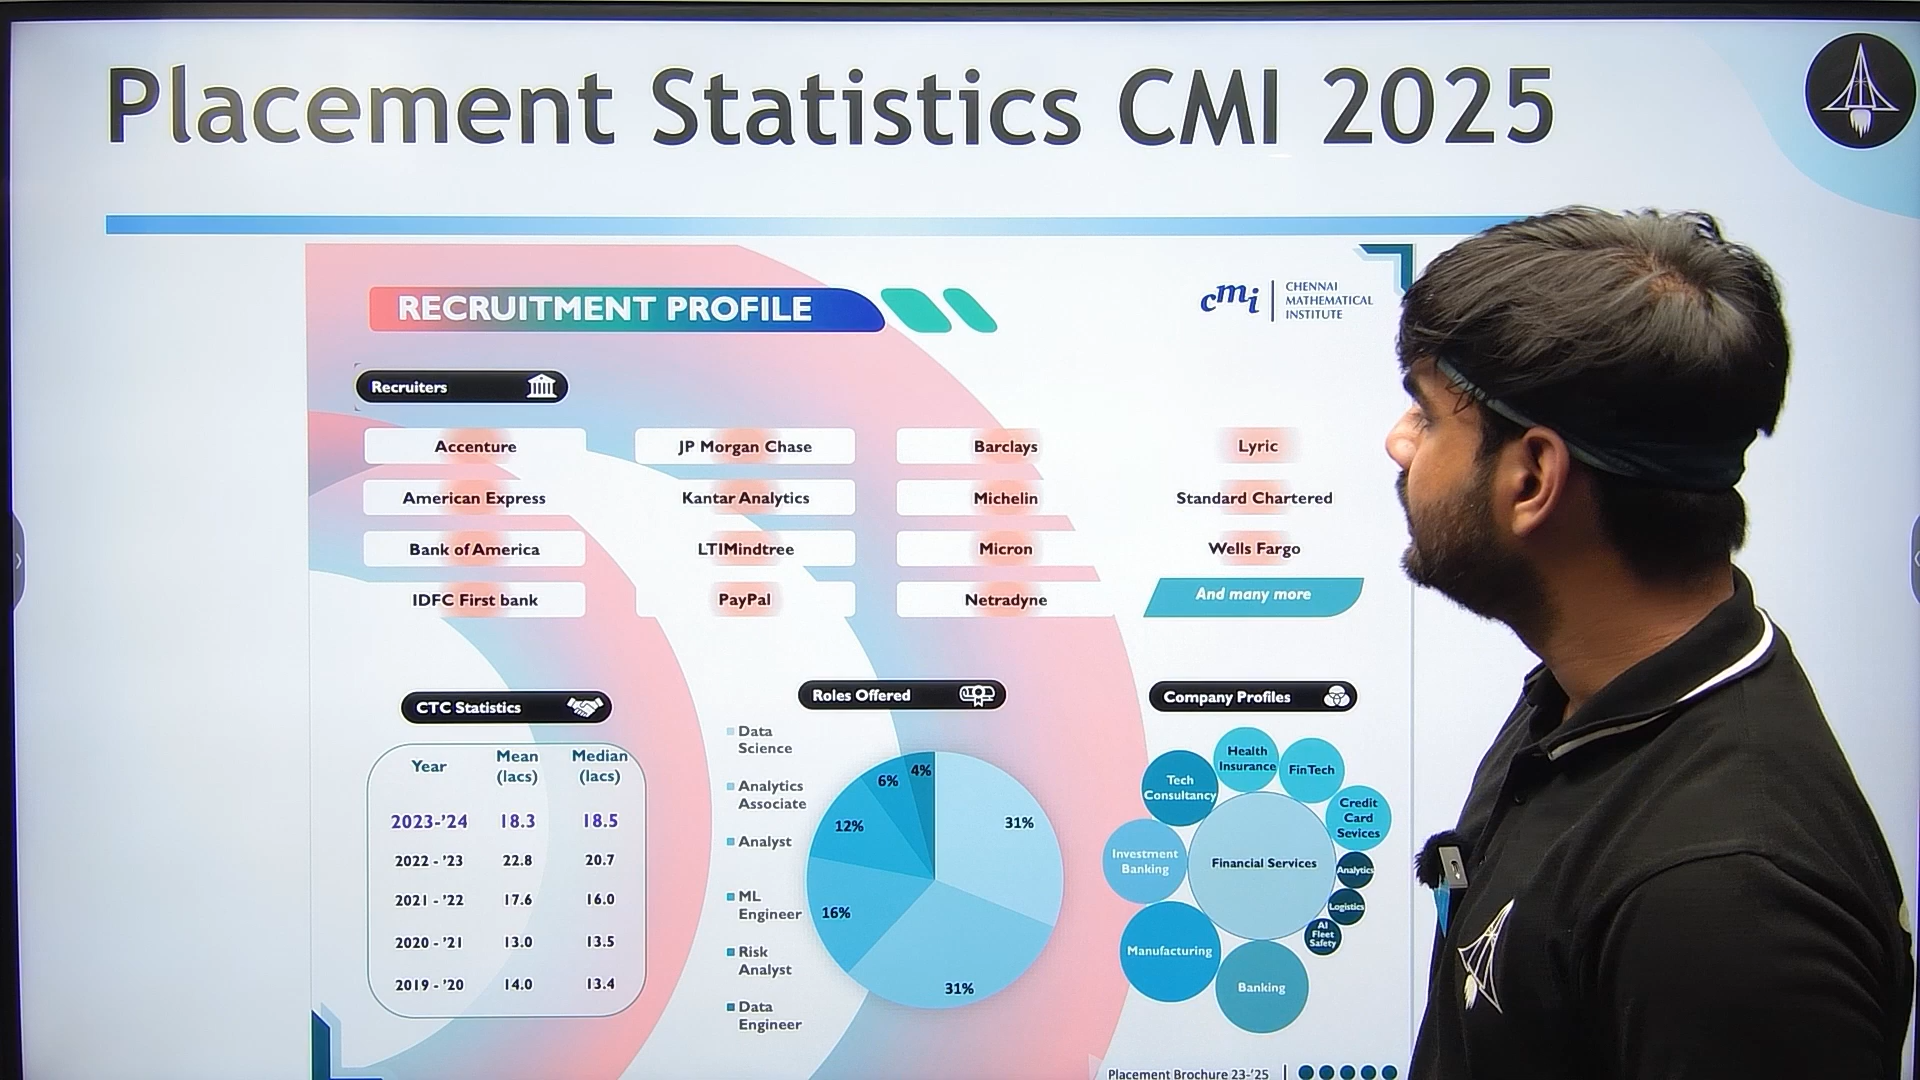 Placement Statistics CMI 2025
RECRUITMENT PROFILE
cmi
CHENNAI
MATHEMATICAL
INSTITUTE
Recruiters
Accenture
JP Morgan Chase
Barclays
Lyric
American Express
Kantar Analytics
Michelin
Standard Chartered
Bank of America
LTIMindtree
Micron
Wells Fargo
IDFC First bank
PayPal
Netradyne
And many more
CTC Statistics
Year Mean (lacs) Median (lacs)
2023-'24 18.3 18.5
2022 - '23 22.8 20.7
2021 - '22 17.6 16.0
2020 - '21 13.0 13.5
2019 - '20 14.0 13.4
Roles Offered
Data
Science
Analytics
Associate
Analyst
ML
Engineer
Risk
Analyst
Data
Engineer
4%
6%
12%
31%
16%
31%
Company Profiles
Health
Insurance
FinTech
Tech
Consultancy
Credit
Card
Sevices
Investment
Banking
Financial Services
Analytics
Logistics
AI
Fleet
Safety
Manufacturing
Banking
Placement Brochure 23-'25